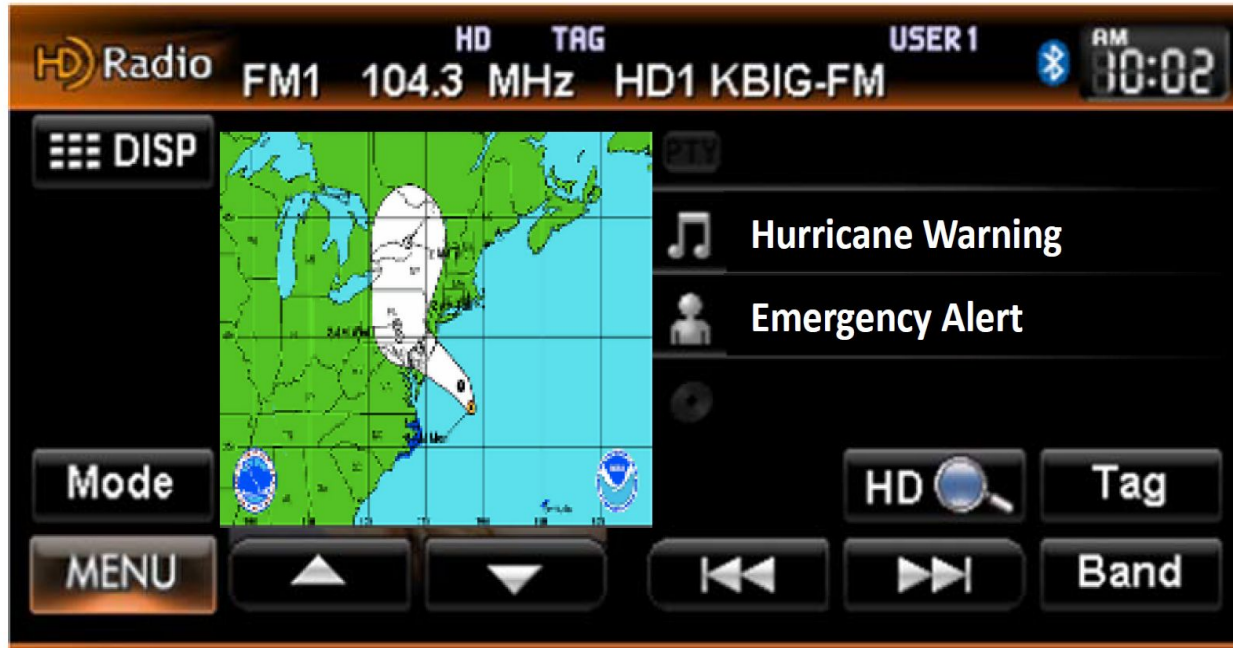 HD Radio
HD TAG USER 1
FM1 104.3 MHz HD1 KBIG-FM
AM 10:02
DISP
PTY
Hurricane Warning
Emergency Alert
Mode
HD
Tag
MENU
Band